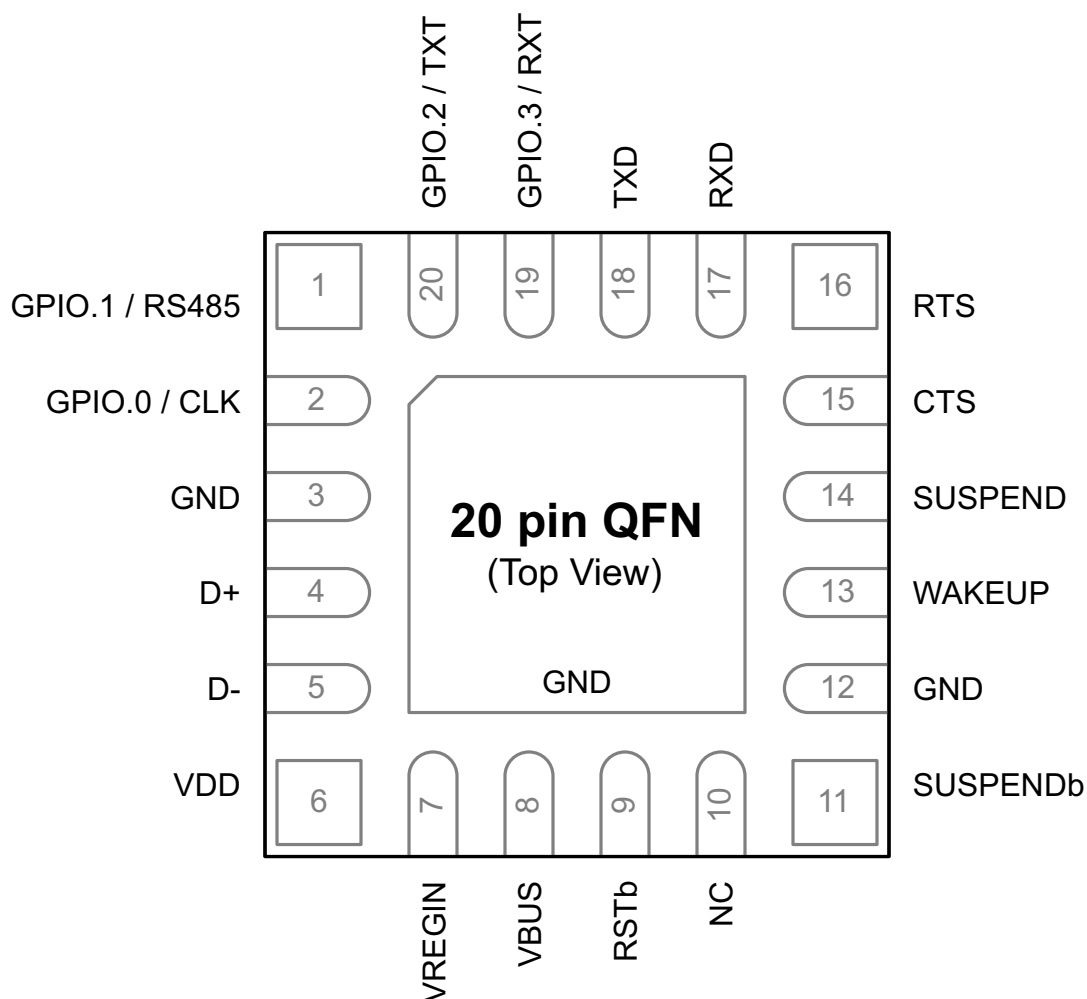 GPIO.2 / TXT
GPIO.3 / RXT
TXD
RXD
1
20
19
18
17
16
GPIO.1 / RS485
RTS
GPIO.0 / CLK
2
15
CTS
GND
3
14
SUSPEND
20 pin QFN
(Top View)
D+
4
13
WAKEUP
D-
5
GND
12
GND
VDD
6
7
8
9
10
11
SUSPENDb
VREGIN
VBUS
RSTb
NC